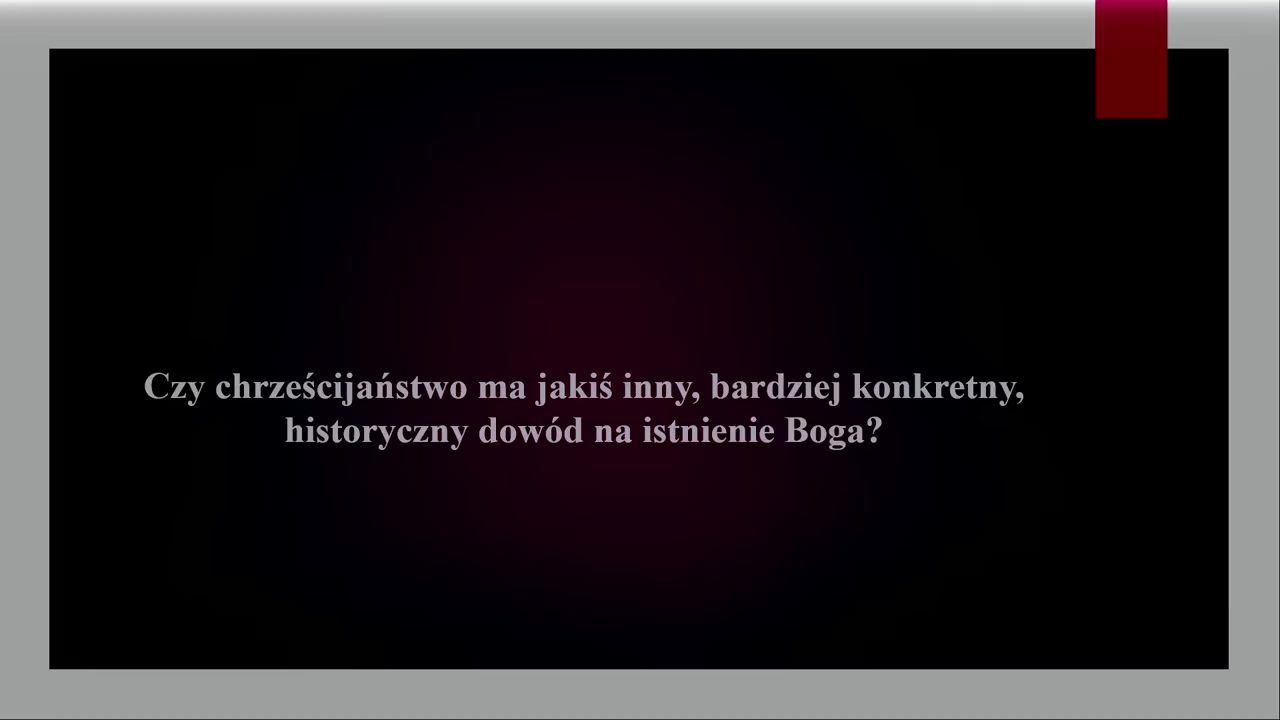 Czy chrześcijaństwo ma jakiś inny, bardziej konkretny,
historyczny dowód na istnienie Boga?